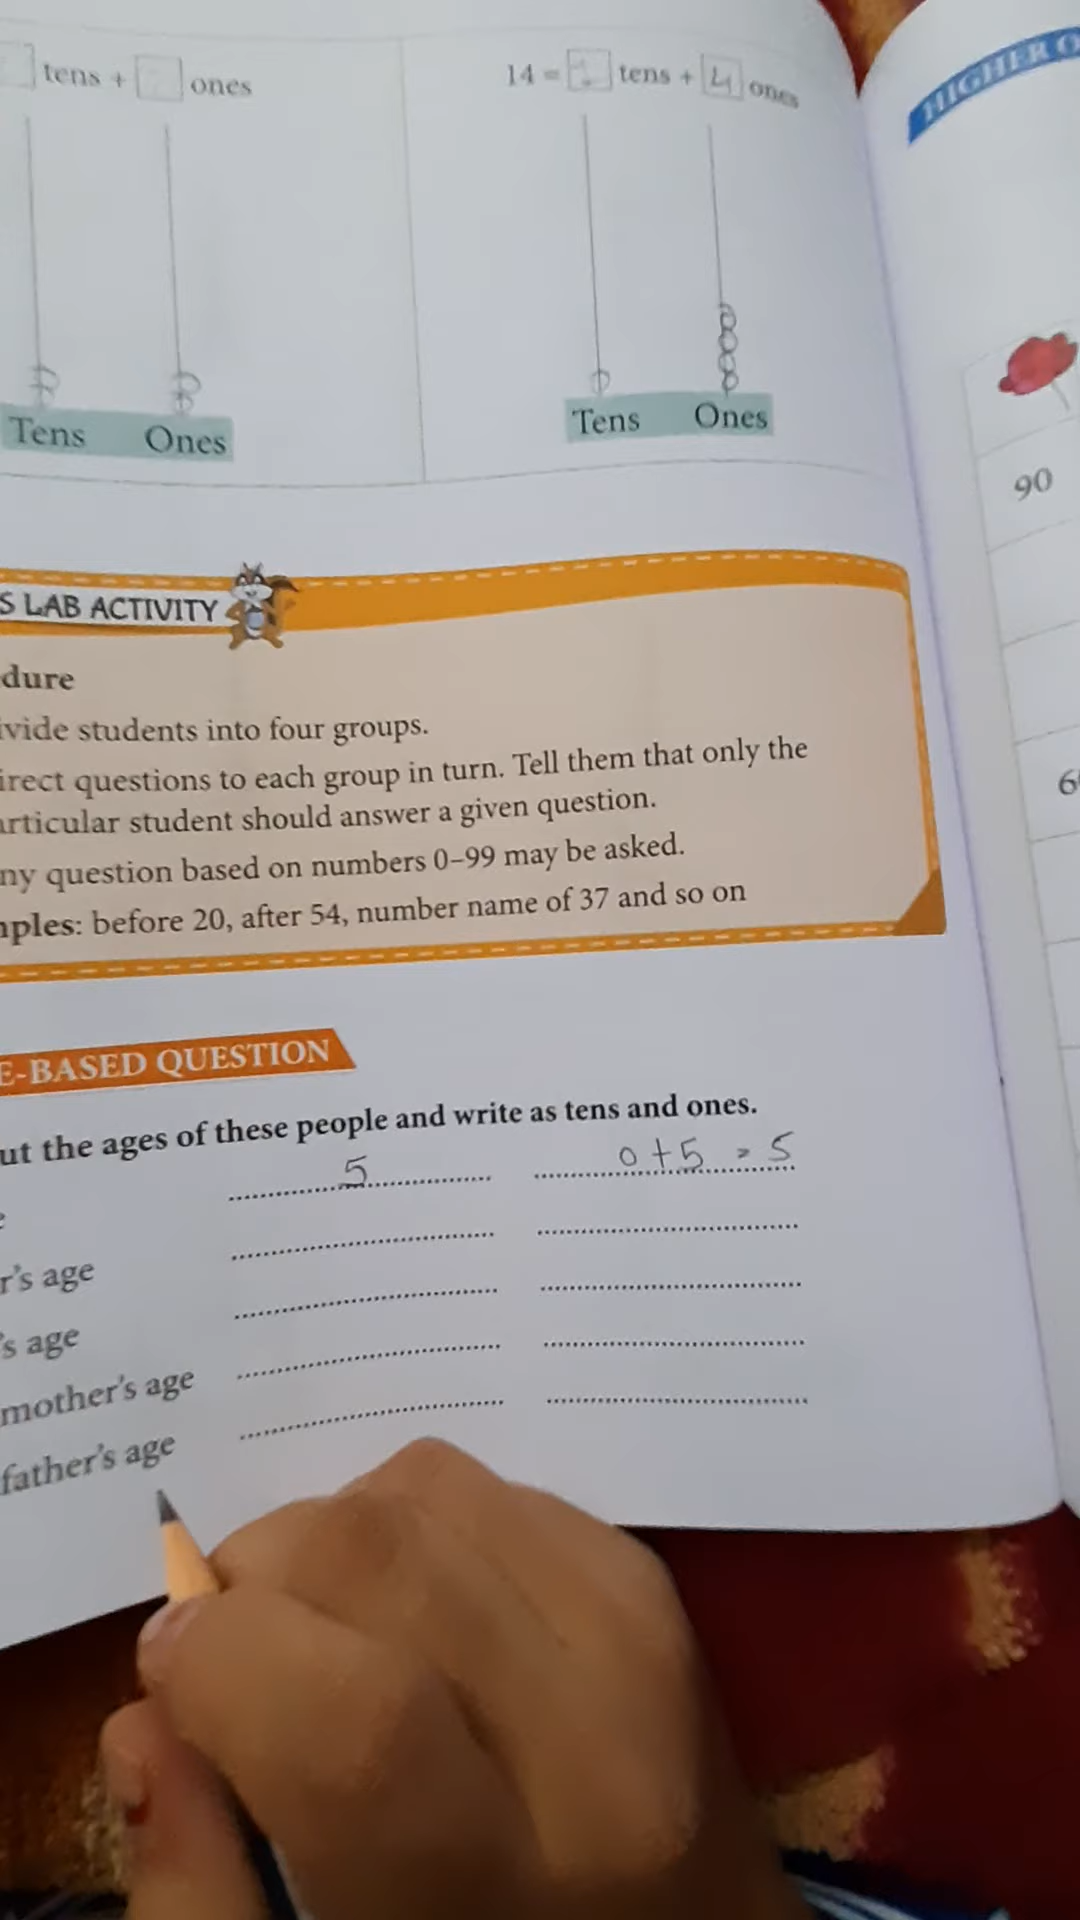 tens + ones
14 = tens + 4 ones
Tens Ones
Tens Ones
HIGHER O
90
6
S LAB ACTIVITY
dure
ivide students into four groups.
irect questions to each group in turn. Tell them that only the
articular student should answer a given question.
ny question based on numbers 0–99 may be asked.
nples: before 20, after 54, number name of 37 and so on
E-BASED QUESTION
ut the ages of these people and write as tens and ones.
e 5 0 + 5 = 5
r's age
's age
mother's age
father's age